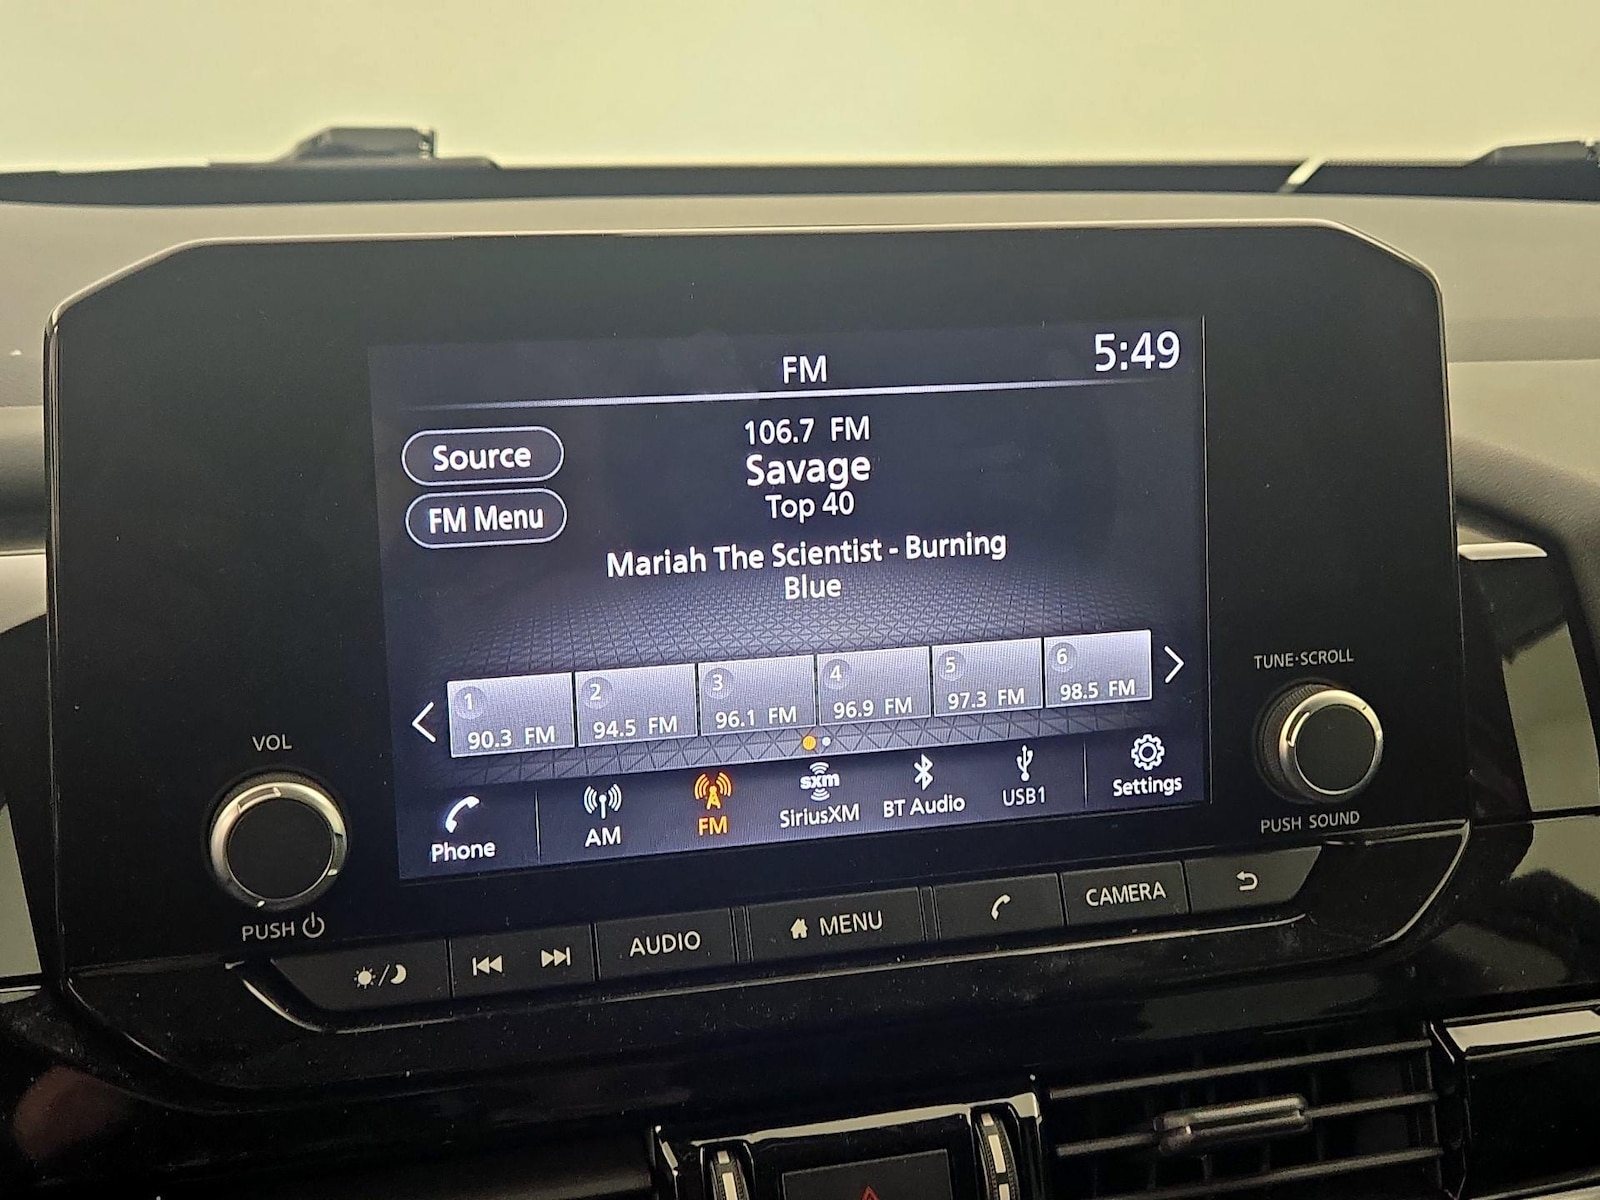 FM
5:49
Source
FM Menu
106.7 FM
Savage
Top 40
Mariah The Scientist - Burning
Blue
1
90.3 FM
2
94.5 FM
3
96.1 FM
4
96.9 FM
5
97.3 FM
6
98.5 FM
Phone
AM
FM
sxm
SiriusXM
BT Audio
USB1
Settings
VOL
PUSH
TUNE·SCROLL
PUSH SOUND
AUDIO
MENU
CAMERA